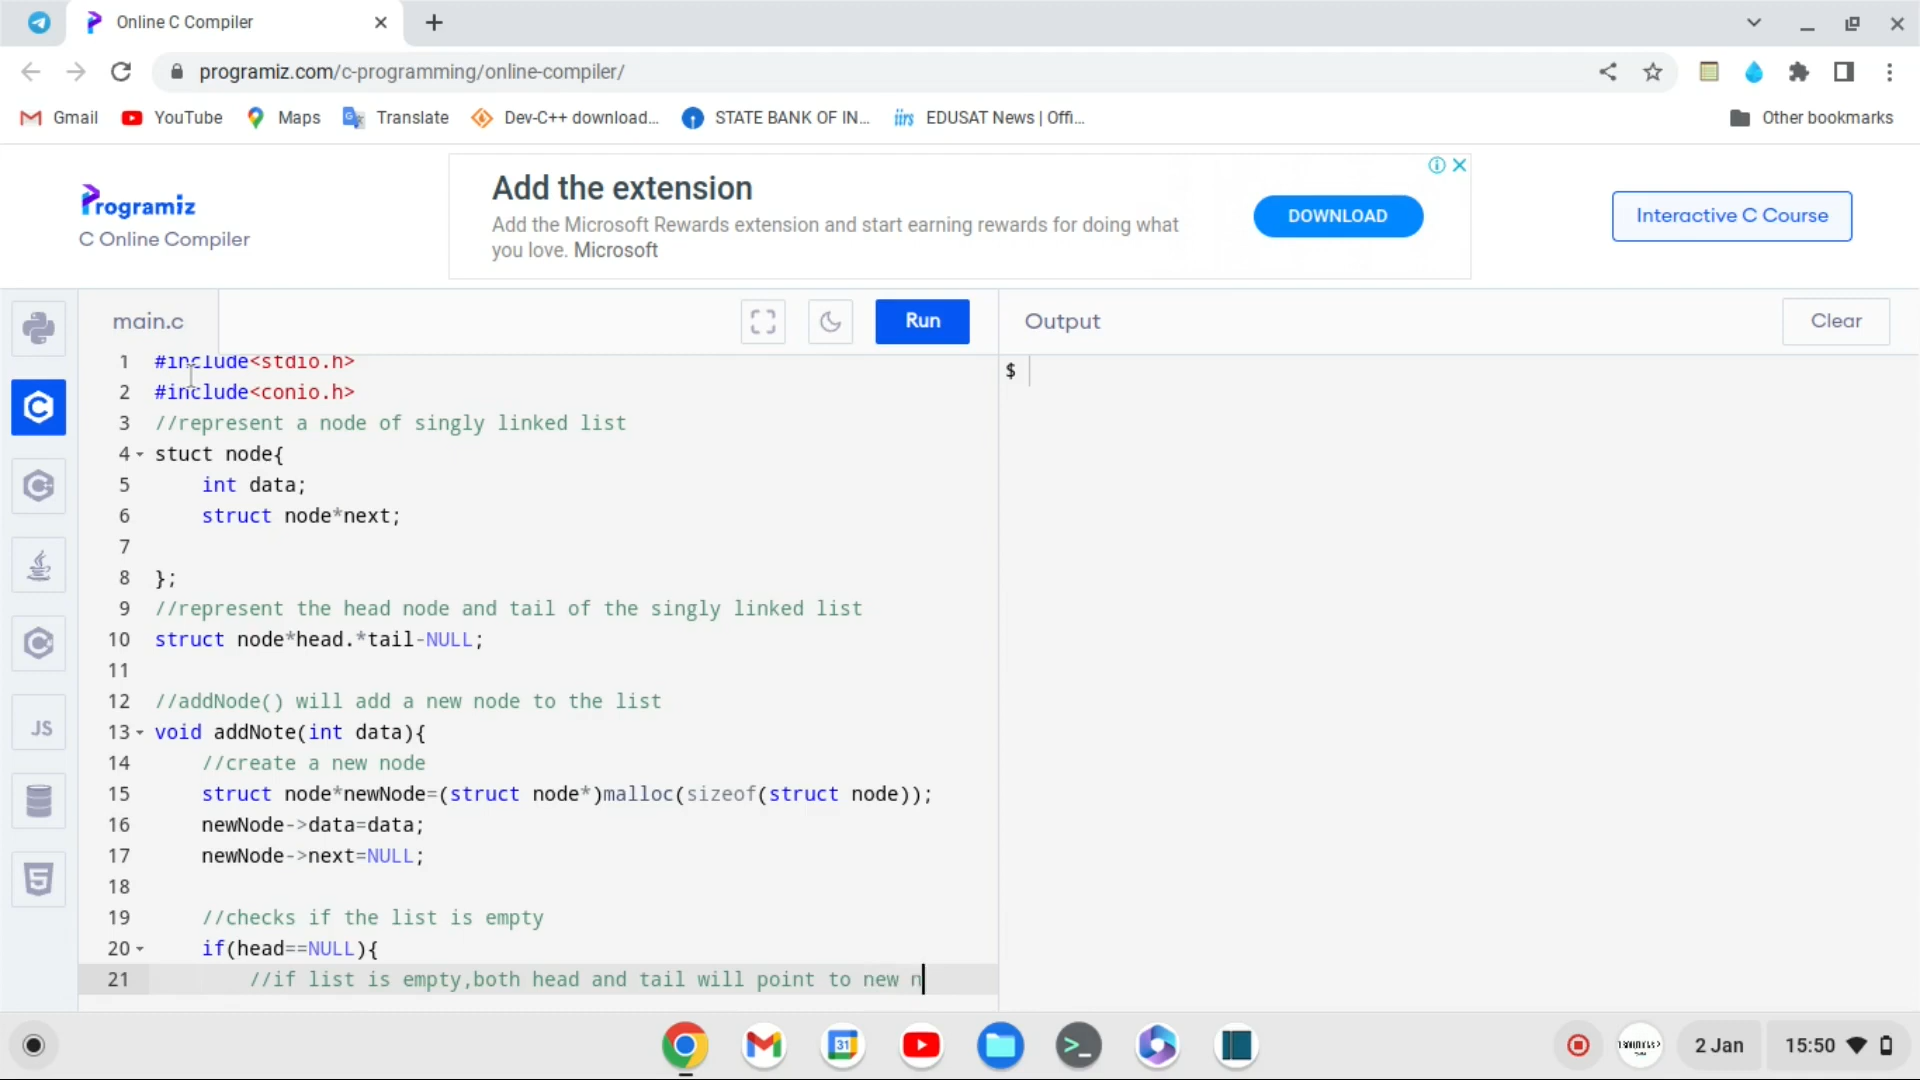 Online C Compiler
programiz.com/c-programming/online-compiler/
Gmail YouTube Maps Translate Dev-C++ download... STATE BANK OF IN... iirs EDUSAT News | Offi... Other bookmarks
Programiz
C Online Compiler
Add the extension
Add the Microsoft Rewards extension and start earning rewards for doing what
you love. Microsoft
DOWNLOAD
Interactive C Course
main.c
Run
Output
Clear
1 #include<stdio.h>
2 #include<conio.h>
3 //represent a node of singly linked list
4 stuct node{
5 int data;
6 struct node*next;
7
8 };
9 //represent the head node and tail of the singly linked list
10 struct node*head.*tail-NULL;
11
12 //addNode() will add a new node to the list
13 void addNote(int data){
14 //create a new node
15 struct node*newNode=(struct node*)malloc(sizeof(struct node));
16 newNode->data=data;
17 newNode->next=NULL;
18
19 //checks if the list is empty
20 if(head==NULL){
21 //if list is empty,both head and tail will point to new n
$
JS
31
2 Jan
15:50